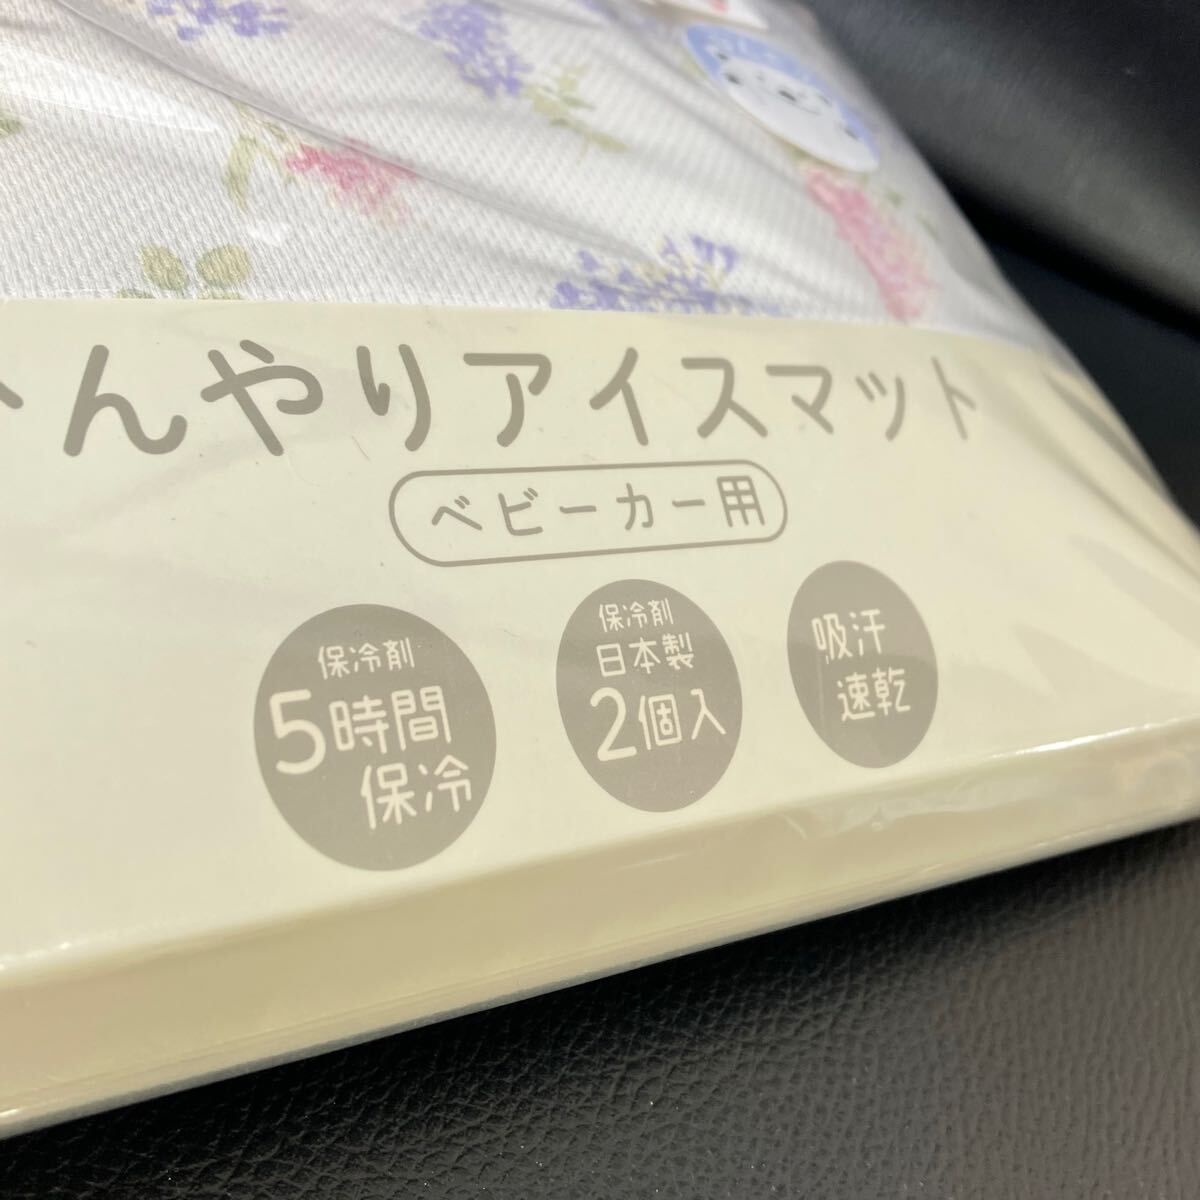 んやりアイスマット
ベビーカー用
保冷剤
5時間
保冷
保冷剤
日本製
2個入
吸汗
速乾